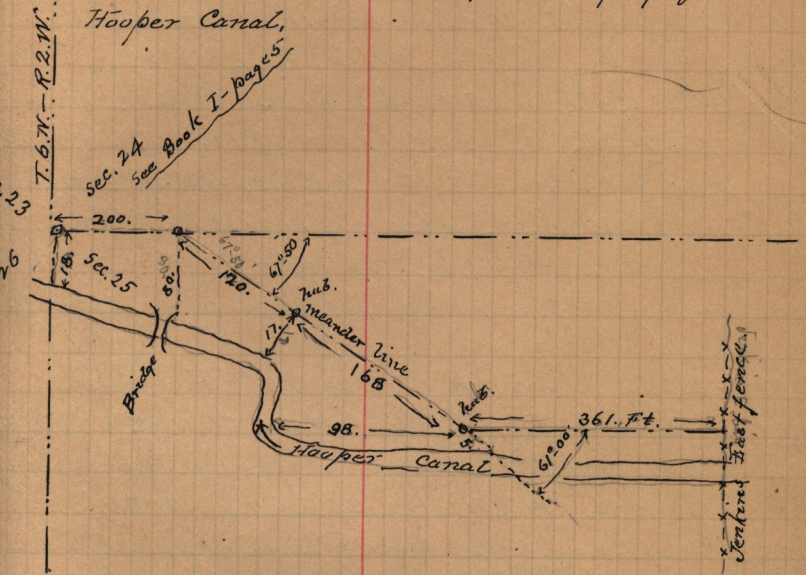 Hooper Canal,
T. 6. N. — R. 2. W.
Sec. 24
See Book I - pages
23
200.
26
18.
Sec. 25
80.
120.
67°50
67°50
hub.
meander line
17.
168
Bridge
hub.
361. Ft.
98.
5.
61°00'
Hooper Canal
Jenkins East fence